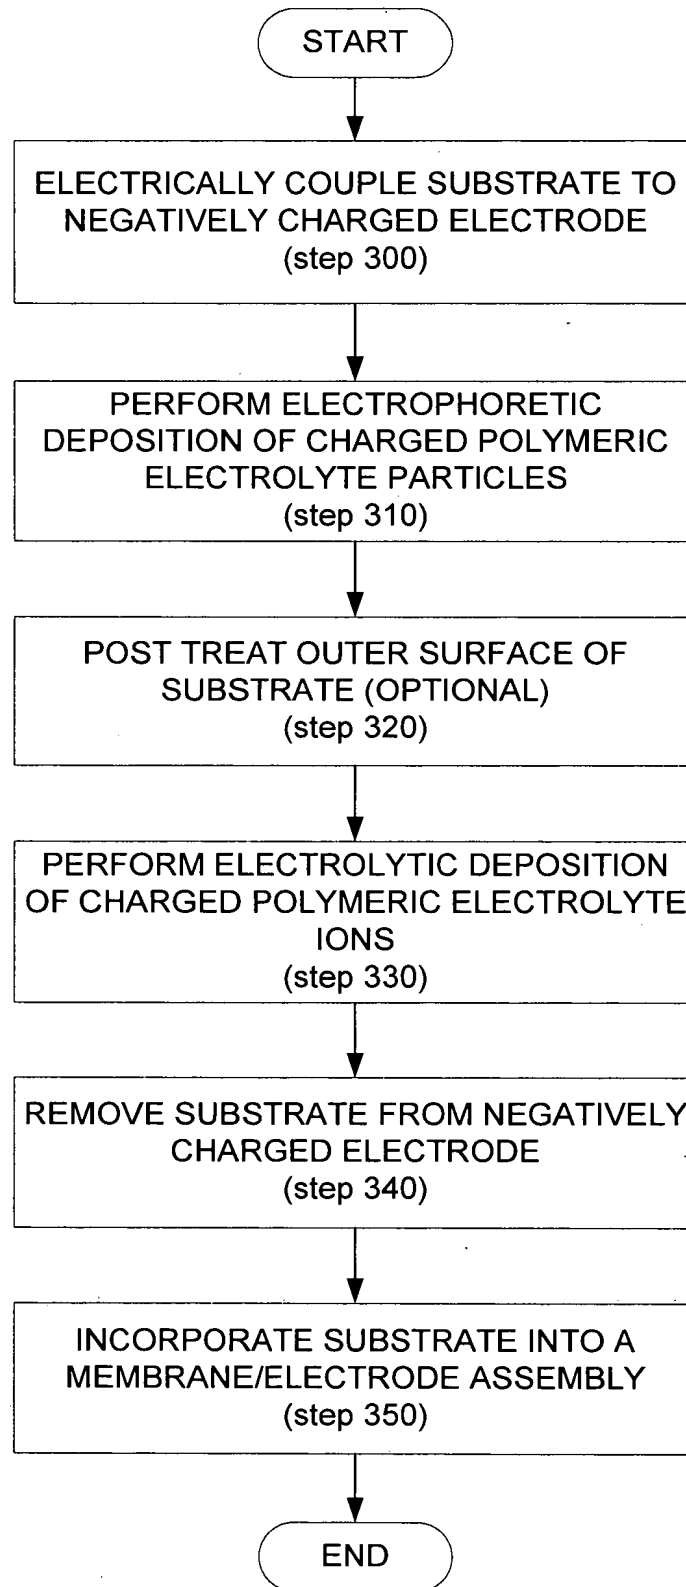 START
ELECTRICALLY COUPLE SUBSTRATE TO
NEGATIVELY CHARGED ELECTRODE
(step 300)
PERFORM ELECTROPHORETIC
DEPOSITION OF CHARGED POLYMERIC
ELECTROLYTE PARTICLES
(step 310)
POST TREAT OUTER SURFACE OF
SUBSTRATE (OPTIONAL)
(step 320)
PERFORM ELECTROLYTIC DEPOSITION
OF CHARGED POLYMERIC ELECTROLYTE
IONS
(step 330)
REMOVE SUBSTRATE FROM NEGATIVELY
CHARGED ELECTRODE
(step 340)
INCORPORATE SUBSTRATE INTO A
MEMBRANE/ELECTRODE ASSEMBLY
(step 350)
END